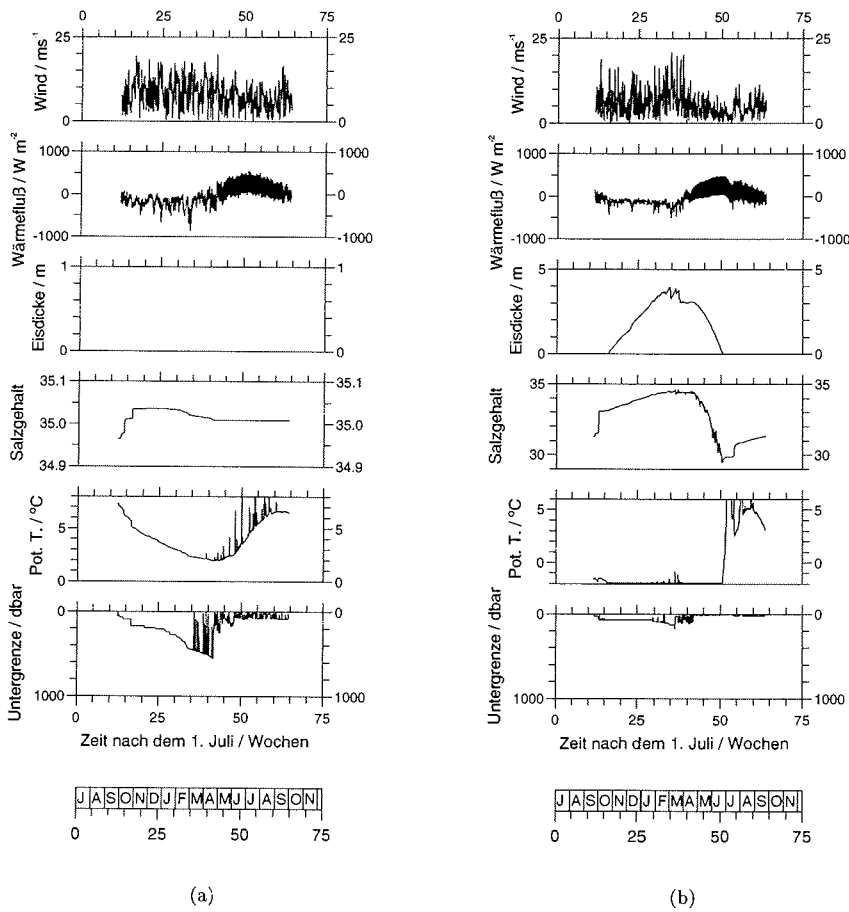 0 25 50 75
25 25
Wind / ms⁻¹
0 0
1000 1000
Wärmefluß / W m⁻²
0 0
-1000 -1000
1 1
Eisdicke / m
0 0
35.1 35.1
Salzgehalt
35.0 35.0
34.9 34.9
Pot. T. / °C
5 5
0 0
0 0
Untergrenze / dbar
1000 1000
0 25 50 75
Zeit nach dem 1. Juli / Wochen
J A S O N D J F M A M J J A S O N
0 25 50 75
(a)
0 25 50 75
25 25
Wind / ms⁻¹
0 0
1000 1000
Wärmefluß / W m⁻²
0 0
-1000 -1000
5 5
Eisdicke / m
0 0
35 35
Salzgehalt
30 30
Pot. T. / °C
5 5
0 0
0 0
Untergrenze / dbar
1000 1000
0 25 50 75
Zeit nach dem 1. Juli / Wochen
J A S O N D J F M A M J J A S O N
0 25 50 75
(b)